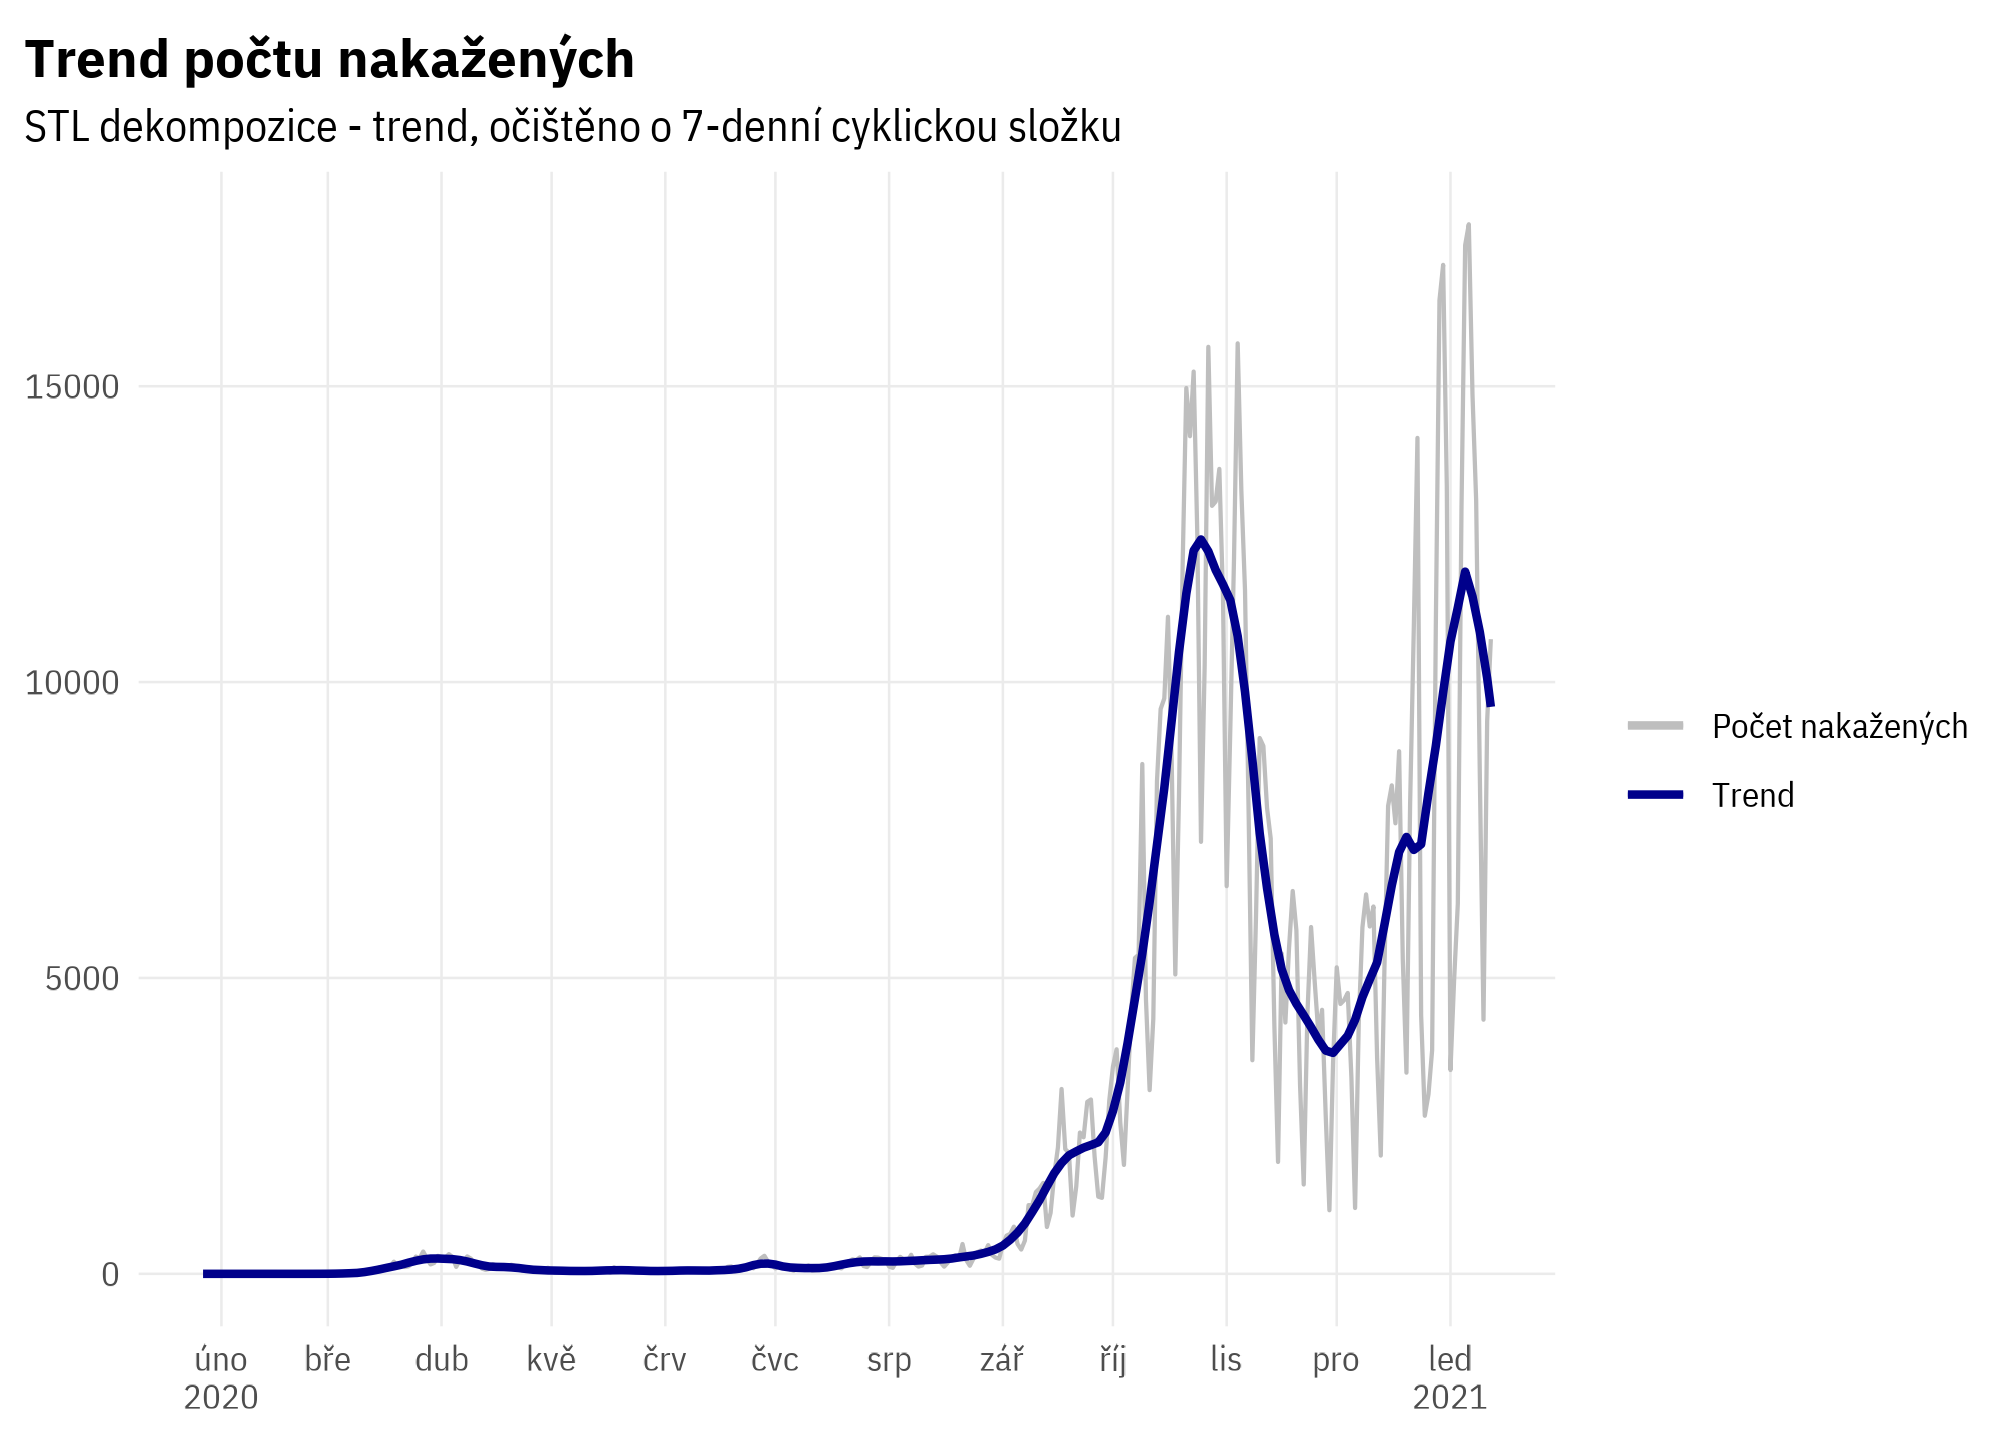 Trend počtu nakažených
STL dekompozice - trend, očištěno o 7-denní cyklickou složku
15000
10000
5000
0
úno bře dub kvě črv čvc srp zář říj lis pro led
2020 2021
Počet nakažených
Trend